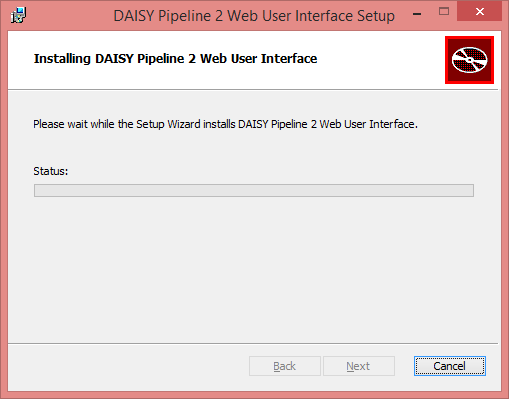 DAISY Pipeline 2 Web User Interface Setup
Installing DAISY Pipeline 2 Web User Interface
Please wait while the Setup Wizard installs DAISY Pipeline 2 Web User Interface.
Status:
Back Next Cancel